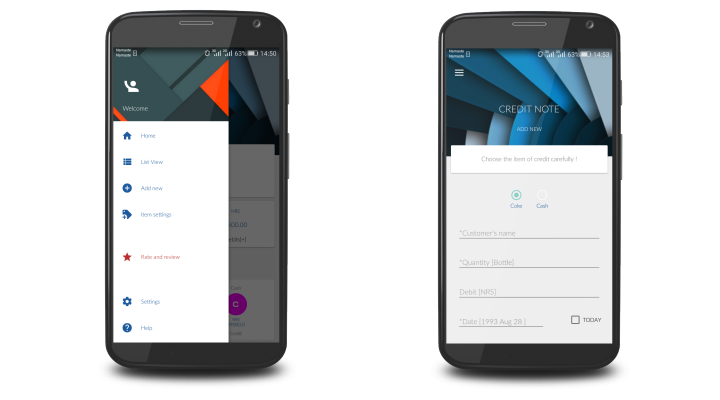 Namaste
Namaste
63% 14:50
Welcome
Home
List View
Add new
Item settings
Rate and review
Settings
Help
C
Namaste
Namaste
63% 14:53
CREDIT NOTE
ADD NEW
Choose the item of credit carefully !
Coke Cash
*Customer's name
*Quantity [Bottle]
Debit [NRS]
*Date [1993 Aug 28 ]
TODAY